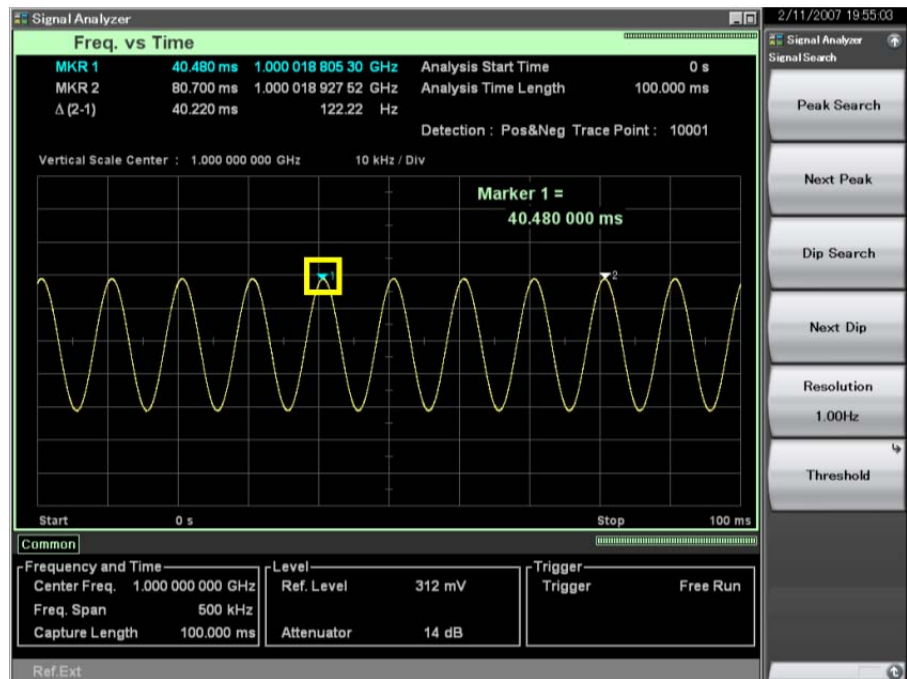 Signal Analyzer
2/11/2007 19:55:03
Freq. vs Time
MKR 1 40.480 ms 1.000 018 805 30 GHz
MKR 2 80.700 ms 1.000 018 927 52 GHz
Δ (2-1) 40.220 ms 122.22 Hz
Analysis Start Time 0 s
Analysis Time Length 100.000 ms
Detection : Pos&Neg Trace Point : 10001
Vertical Scale Center : 1.000 000 000 GHz 10 kHz / Div
Marker 1 =
40.480 000 ms
1
2
Start 0 s Stop 100 ms
Common
Frequency and Time
Center Freq. 1.000 000 000 GHz
Freq. Span 500 kHz
Capture Length 100.000 ms
Level
Ref. Level 312 mV
Attenuator 14 dB
Trigger
Trigger Free Run
Ref.Ext
Signal Analyzer
Signal Search
Peak Search
Next Peak
Dip Search
Next Dip
Resolution
1.00Hz
Threshold